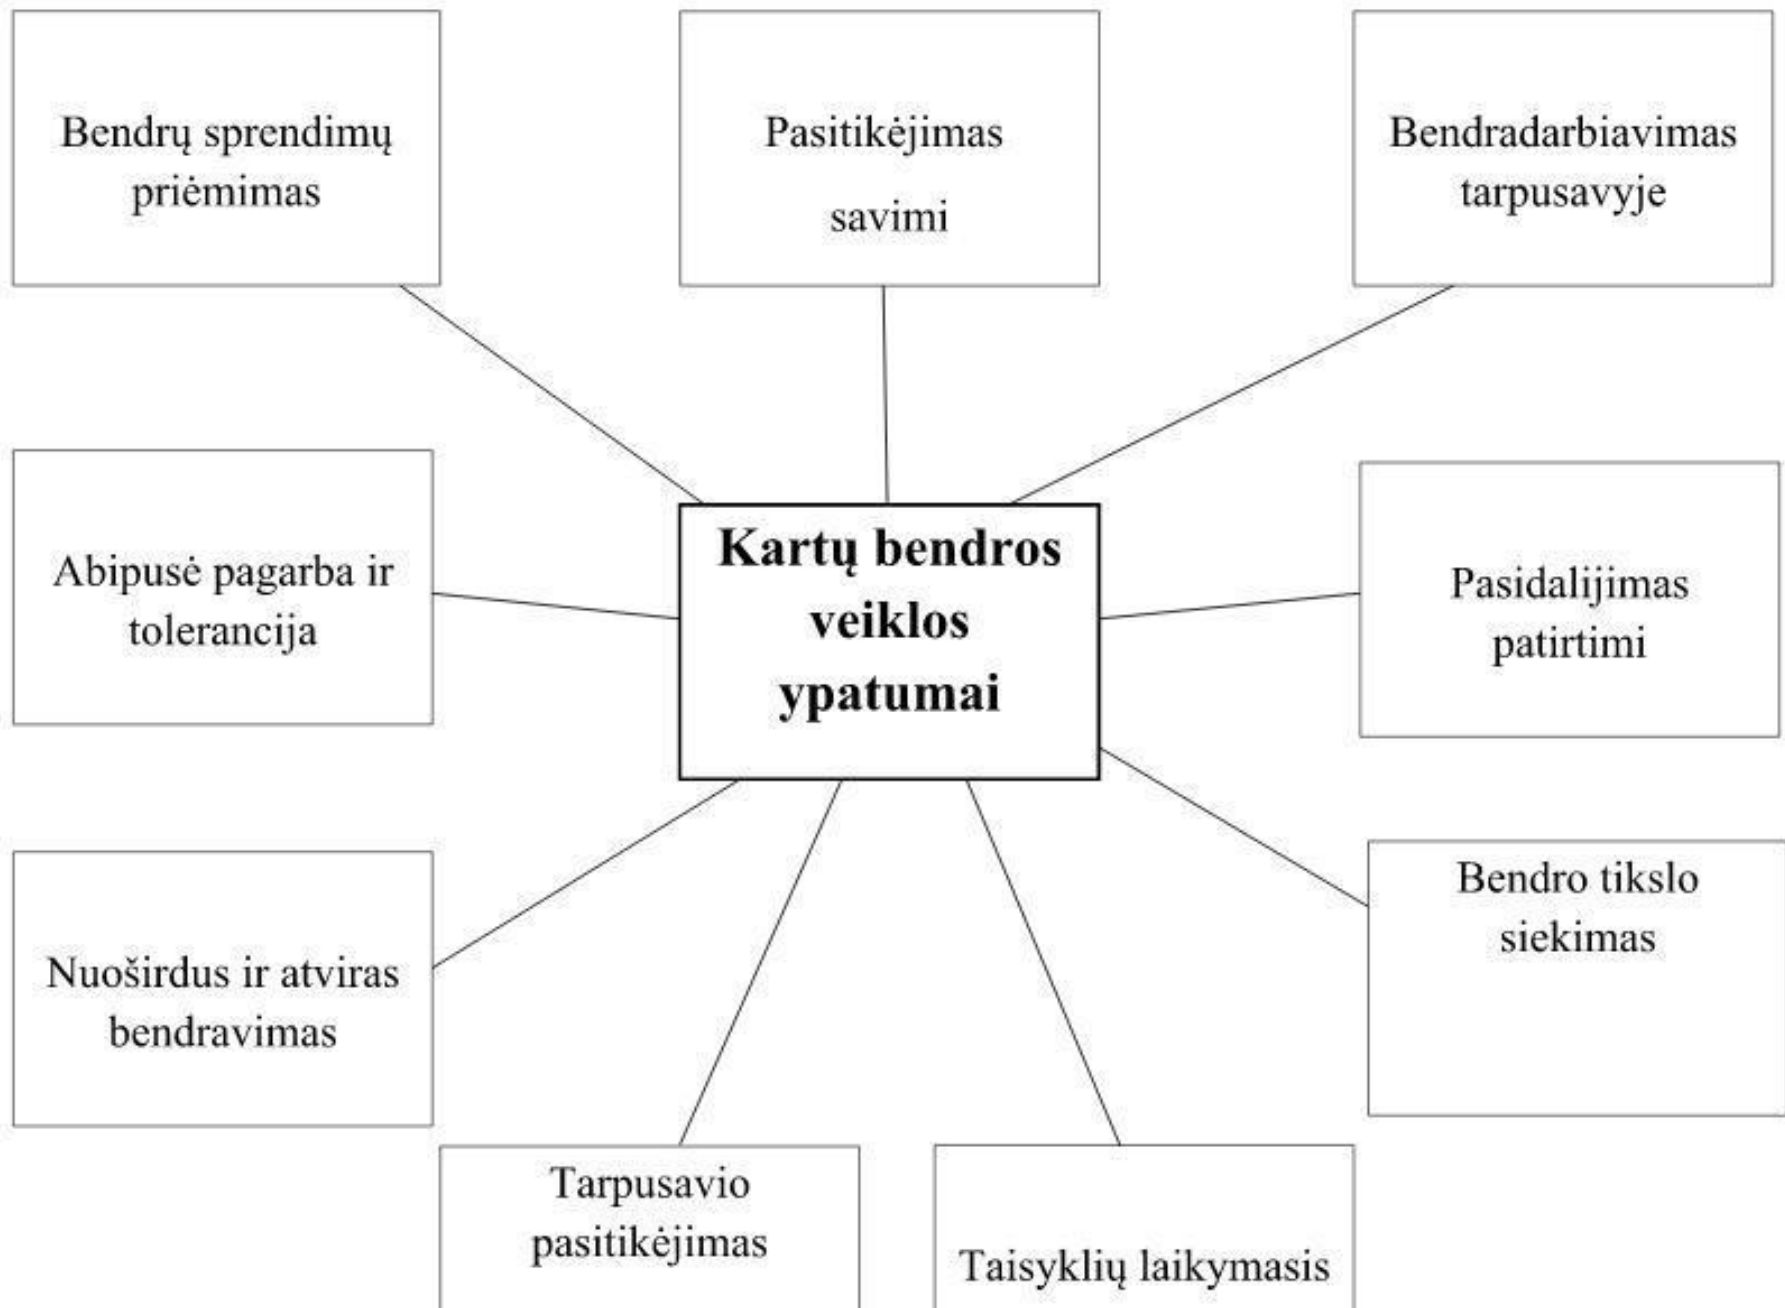 Bendrų sprendimų
priėmimas
Pasitikėjimas
savimi
Bendradarbiavimas
tarpusavyje
Abipusė pagarba ir
tolerancija
Kartų bendros
veiklos
ypatumai
Pasidalijimas
patirtimi
Nuoširdus ir atviras
bendravimas
Bendro tikslo
siekimas
Tarpusavio
pasitikėjimas
Taisyklių laikymasis